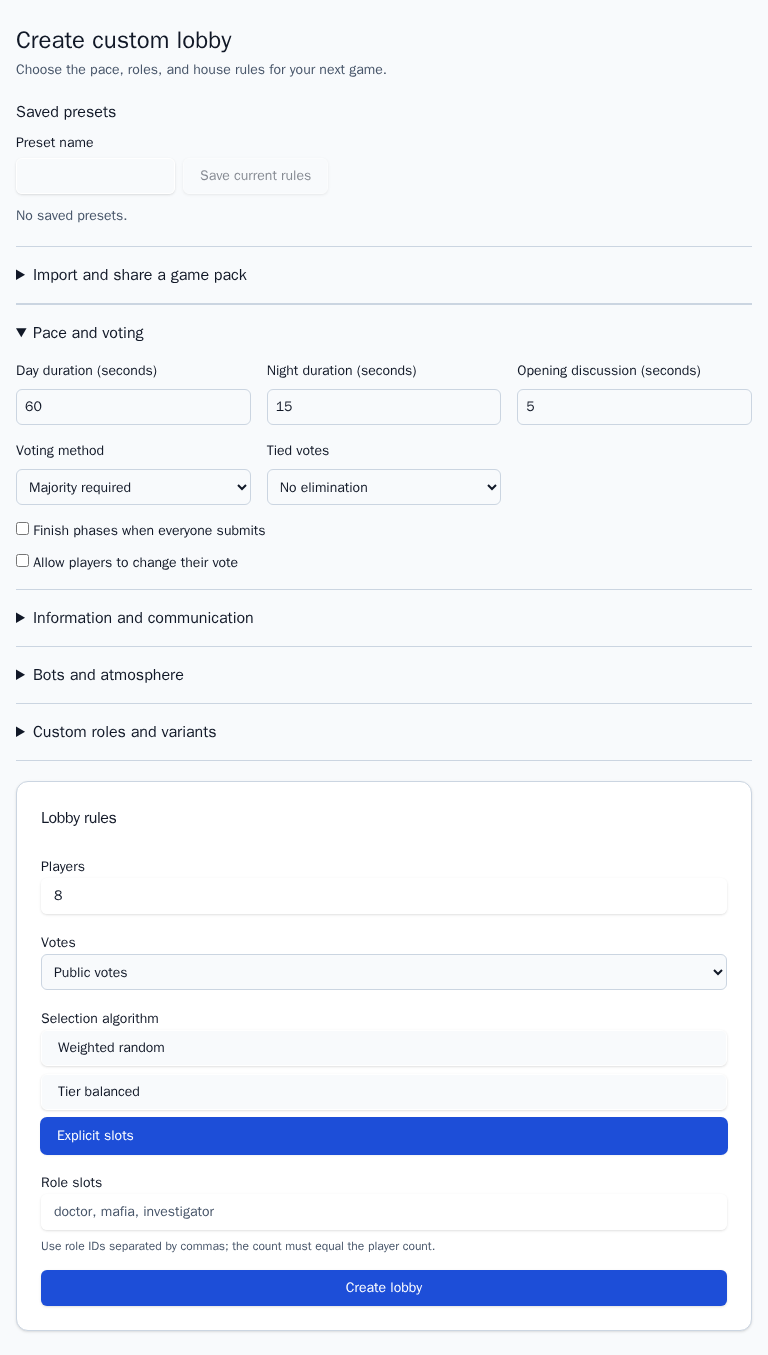 Create custom lobby
Choose the pace, roles, and house rules for your next game.
Saved presets
Preset name
Save current rules
No saved presets.
Import and share a game pack
Pace and voting
Day duration (seconds)
Night duration (seconds)
Opening discussion (seconds)
60
15
5
Voting method
Tied votes
Majority required
No elimination
Finish phases when everyone submits
Allow players to change their vote
Information and communication
Bots and atmosphere
Custom roles and variants
Lobby rules
Players
8
Votes
Public votes
Selection algorithm
Weighted random
Tier balanced
Explicit slots
Role slots
doctor, mafia, investigator
Use role IDs separated by commas; the count must equal the player count.
Create lobby